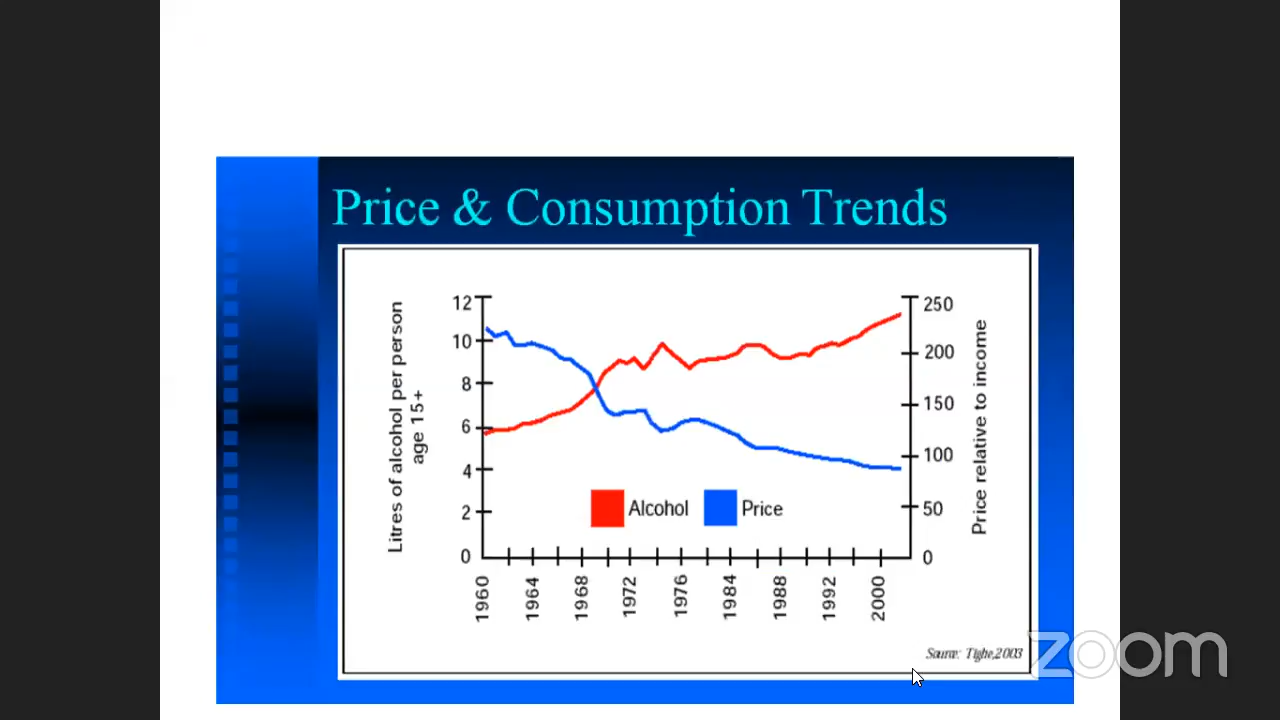 Price & Consumption Trends
Litres of alcohol per person
age 15+
12
10
8
6
4
2
0
250
200
150
100
50
0
Price relative to income
Alcohol
Price
1960
1964
1968
1972
1976
1984
1988
1992
2000
Source: Tighe,2003
zoom